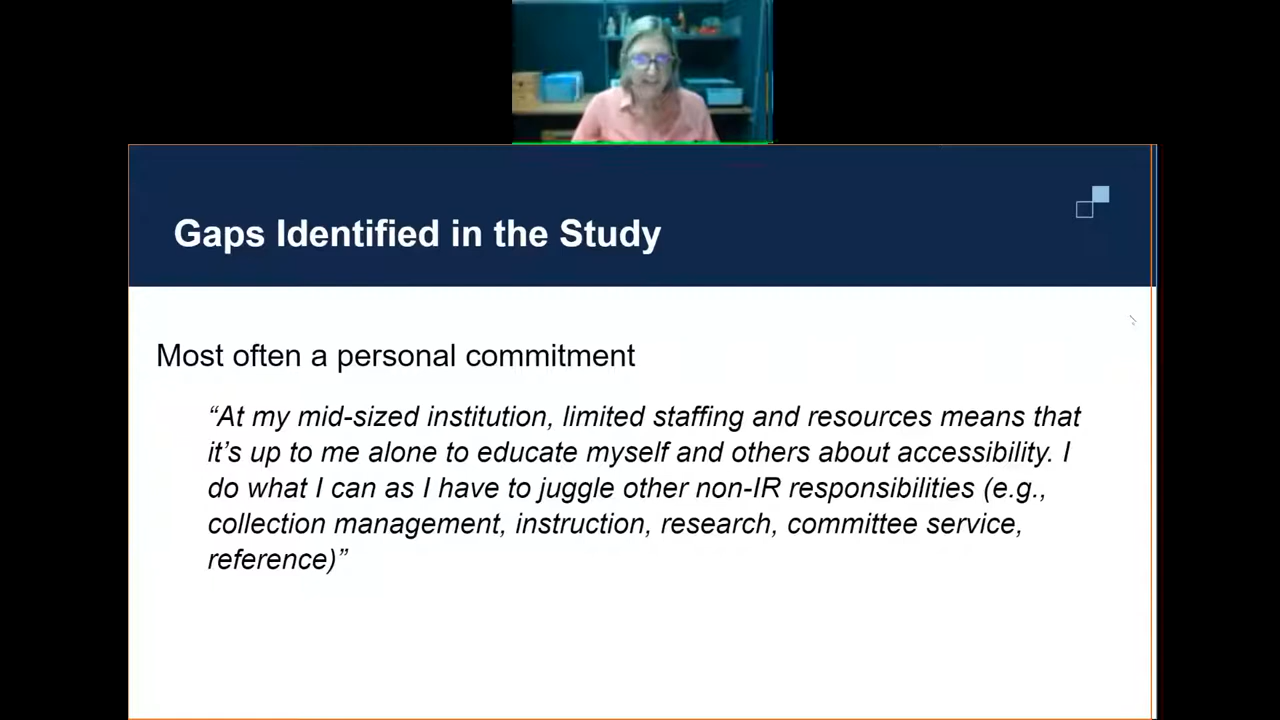 Gaps Identified in the Study
Most often a personal commitment
“At my mid-sized institution, limited staffing and resources means that
it’s up to me alone to educate myself and others about accessibility. I
do what I can as I have to juggle other non-IR responsibilities (e.g.,
collection management, instruction, research, committee service,
reference)”